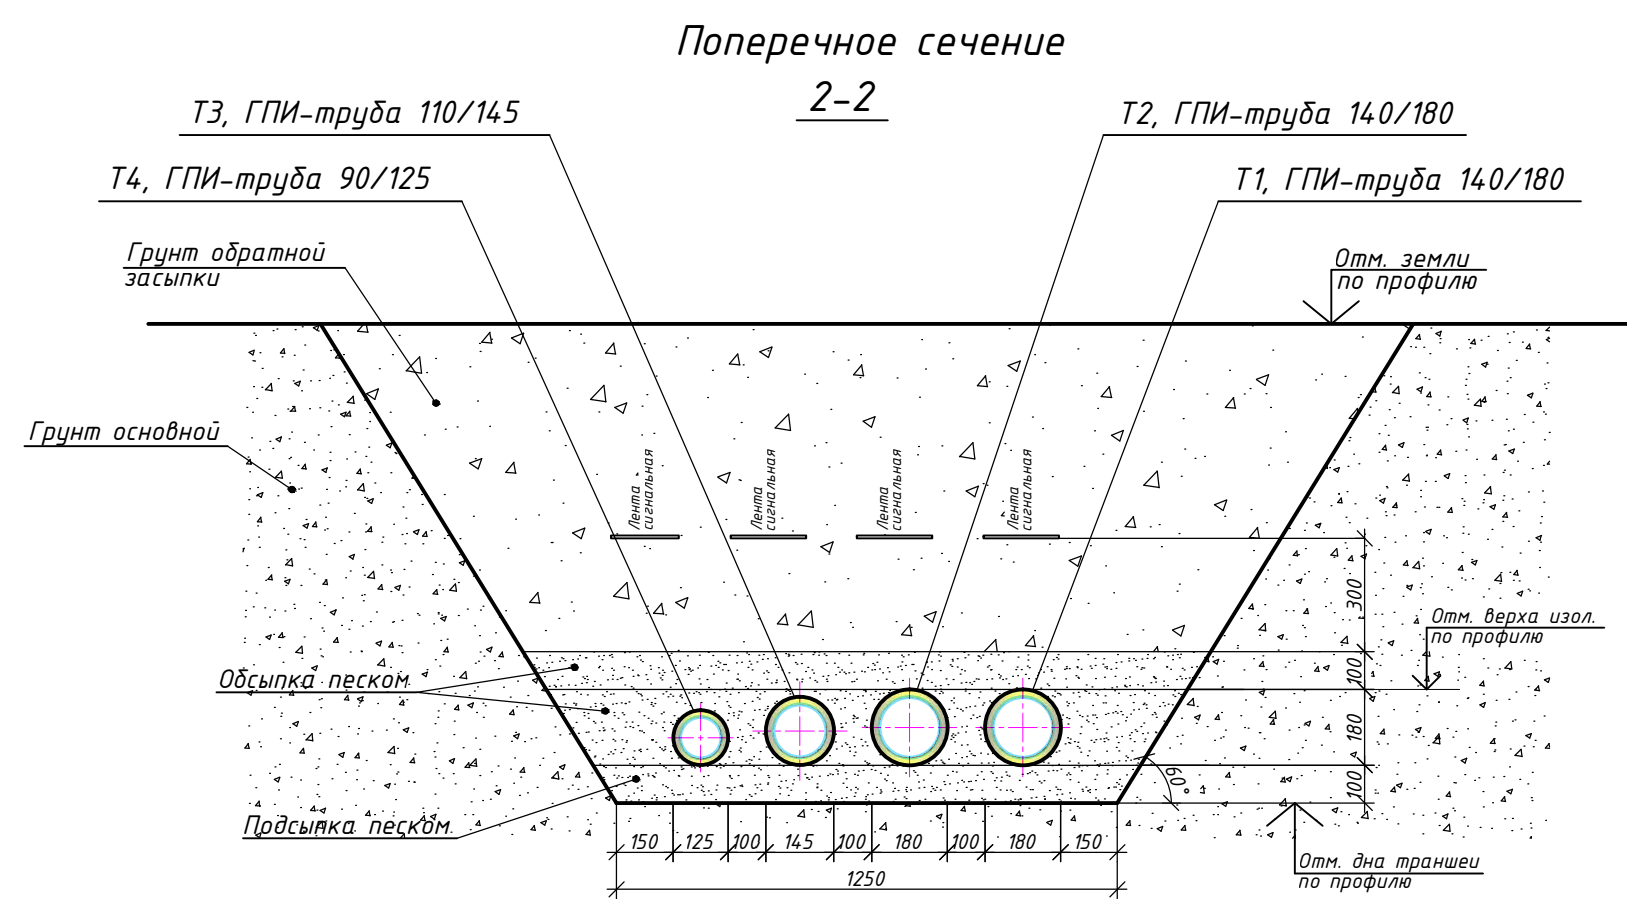 Поперечное сечение
2-2
Т3, ГПИ-труба 110/145
Т2, ГПИ-труба 140/180
Т4, ГПИ-труба 90/125
Т1, ГПИ-труба 140/180
Грунт обратной
засыпки
Отм. земли
по профилю
Грунт основной
Лента
сигнальная
Лента
сигнальная
Лента
сигнальная
Лента
сигнальная
300
Отм. верха изол.
по профилю
100
Обсыпка песком
180
60°
100
Подсыпка песком
150 125 100 145 100 180 100 180 150
1250
Отм. дна траншеи
по профилю